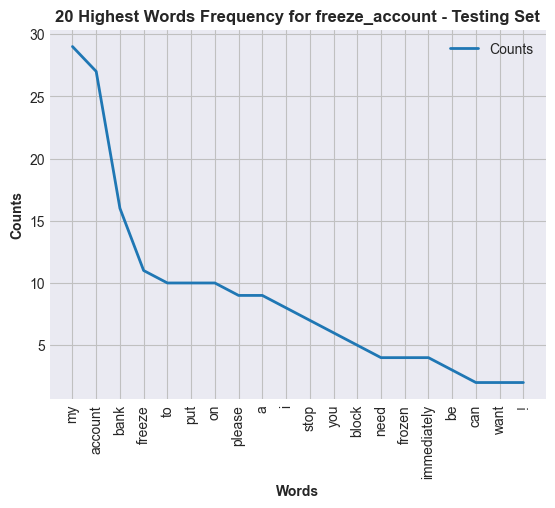 20 Highest Words Frequency for freeze_account - Testing Set
Counts
30
25
20
15
10
5
Counts
my
account
bank
freeze
to
put
on
please
a
i
stop
you
block
need
frozen
immediately
be
can
want
!
Words